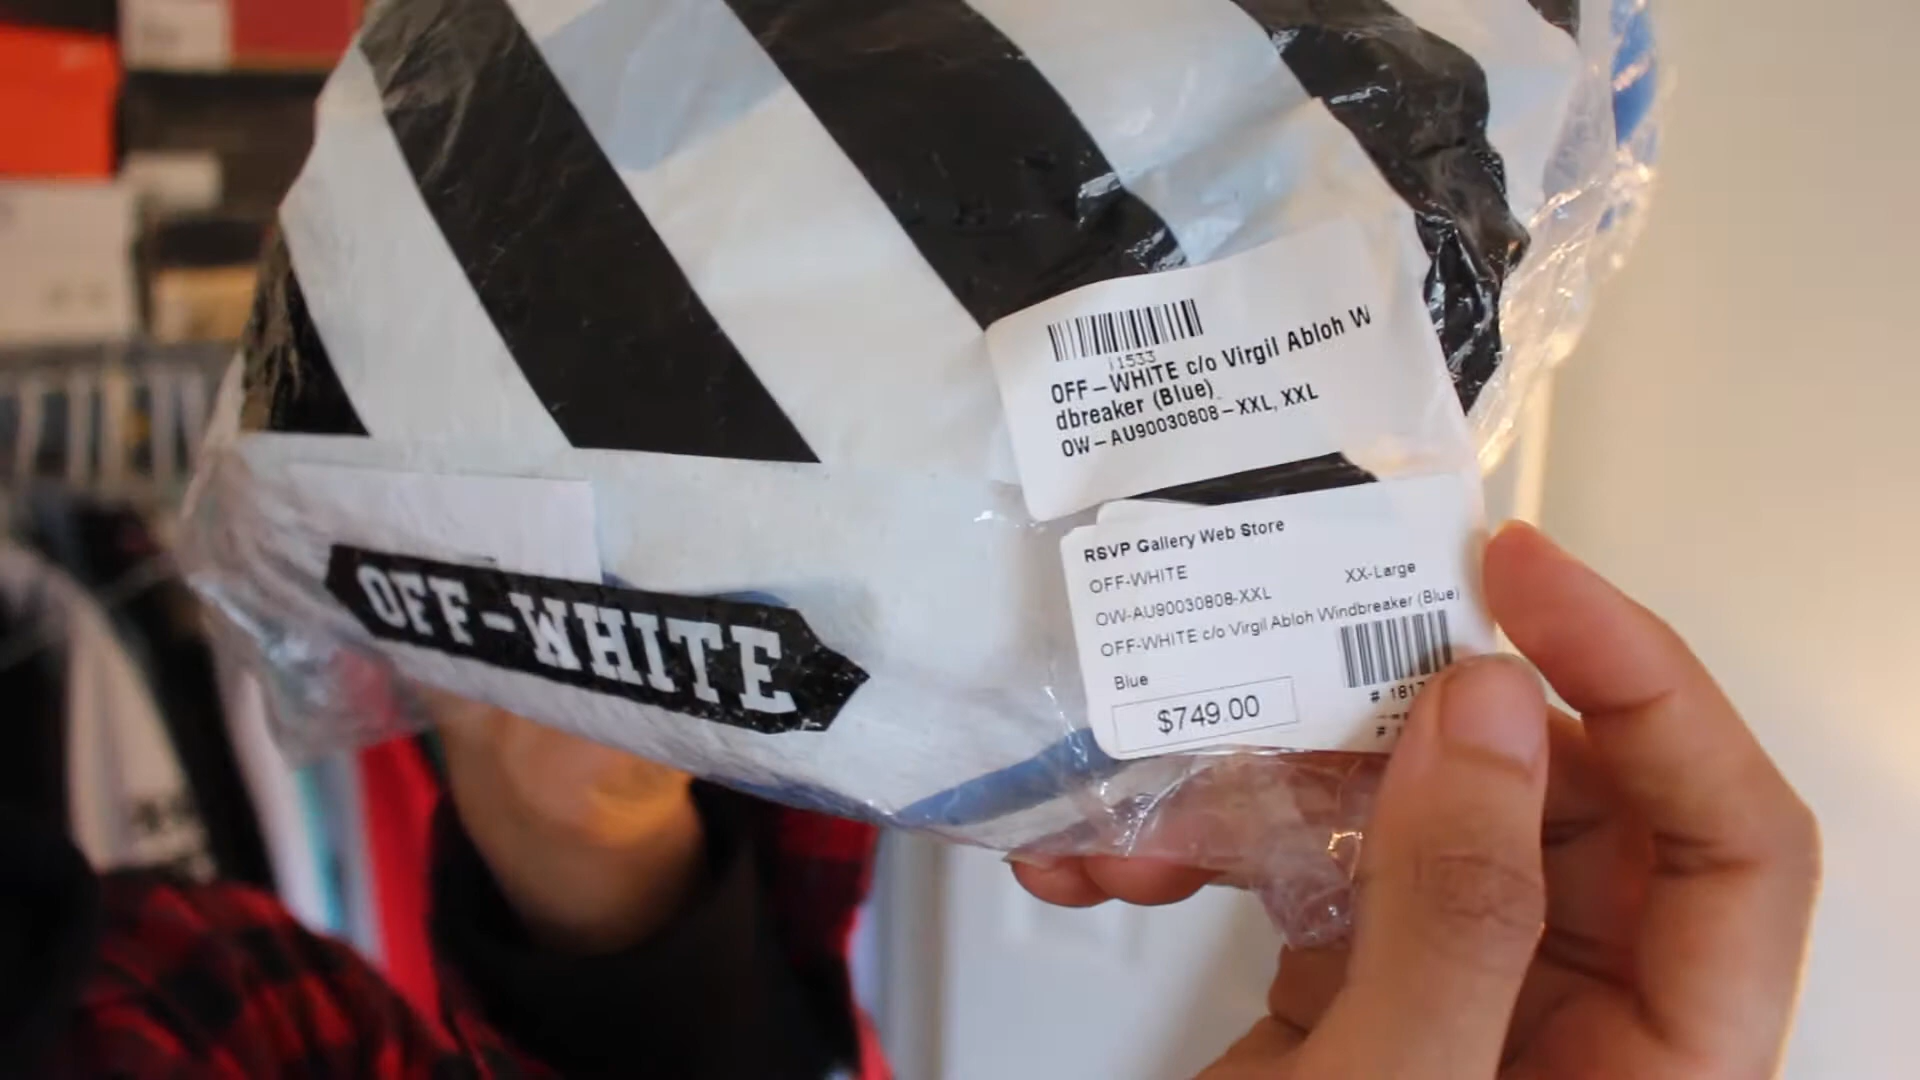 11533
OFF-WHITE c/o Virgil Abloh W
dbreaker (Blue)
OW-AU90030808-XXL, XXL
RSVP Gallery Web Store
OFF-WHITE
XX-Large
OW-AU90030808-XXL
OFF-WHITE c/o Virgil Abloh Windbreaker (Blue)
Blue
$749.00
# 1817
#
OFF-WHITE